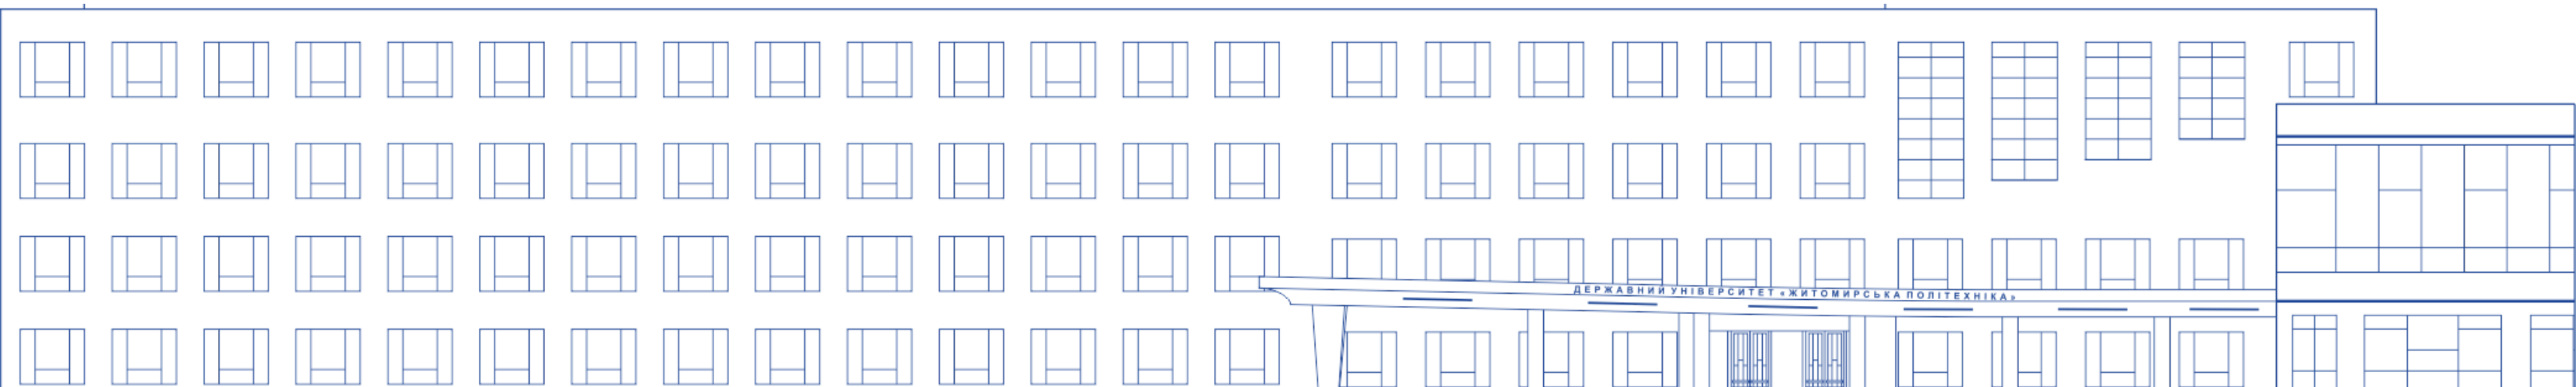 ДЕРЖАВНИЙ УНІВЕРСИТЕТ «ЖИТОМИРСЬКА ПОЛІТЕХНІКА»